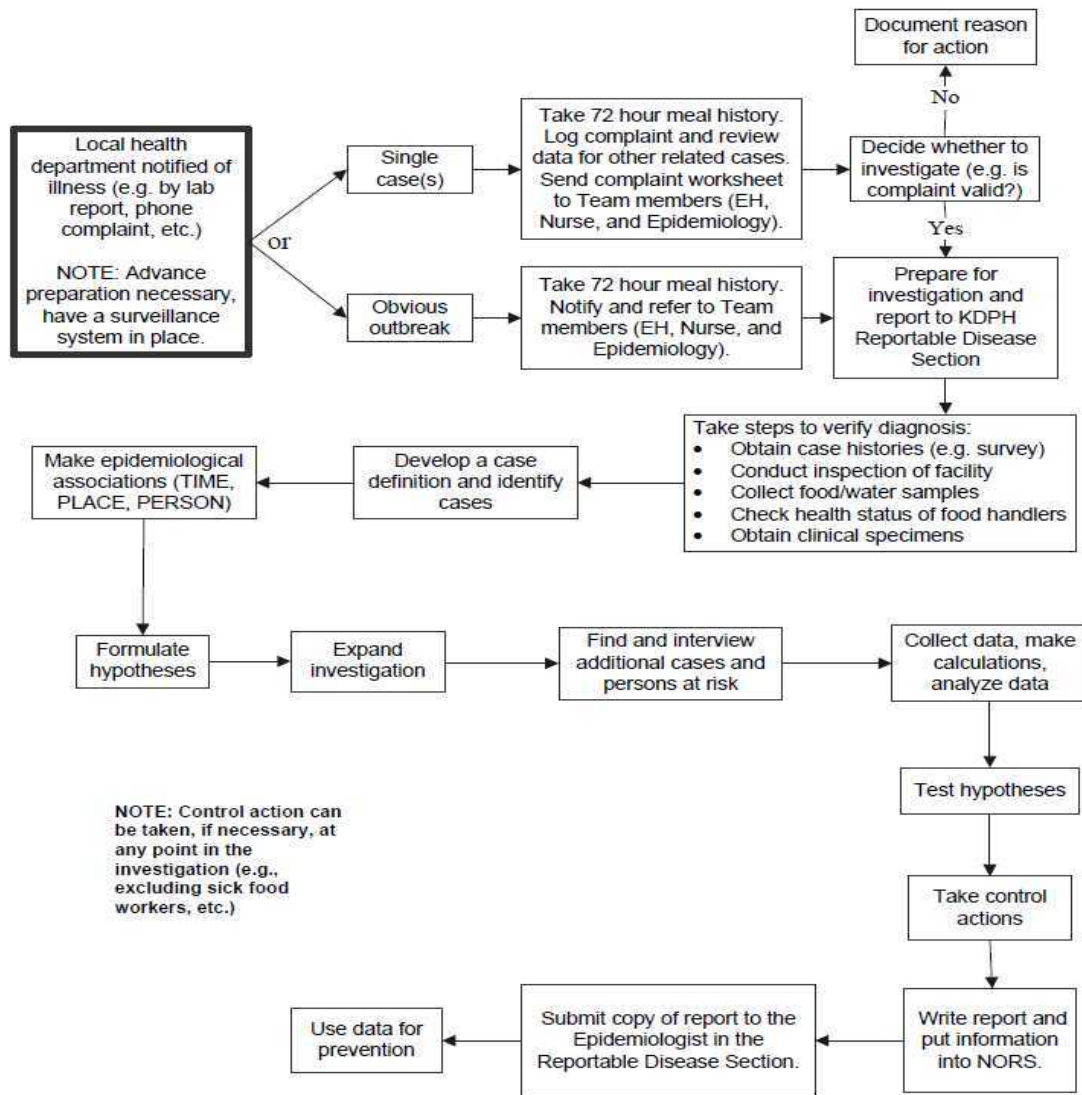 Document reason
for action
No
Local health
department notified of
illness (e.g. by lab
report, phone
complaint, etc.)
NOTE: Advance
preparation necessary,
have a surveillance
system in place.
or
Single
case(s)
Take 72 hour meal history.
Log complaint and review
data for other related cases.
Send complaint worksheet
to Team members (EH,
Nurse, and Epidemiology).
Decide whether to
investigate (e.g. is
complaint valid?)
Yes
Obvious
outbreak
Take 72 hour meal history.
Notify and refer to Team
members (EH, Nurse, and
Epidemiology).
Prepare for
investigation and
report to KDPH
Reportable Disease
Section
Take steps to verify diagnosis:
• Obtain case histories (e.g. survey)
• Conduct inspection of facility
• Collect food/water samples
• Check health status of food handlers
• Obtain clinical specimens
Develop a case
definition and identify
cases
Make epidemiological
associations (TIME,
PLACE, PERSON)
Formulate
hypotheses
Expand
investigation
Find and interview
additional cases and
persons at risk
Collect data, make
calculations,
analyze data
Test hypotheses
NOTE: Control action can
be taken, if necessary, at
any point in the
investigation (e.g.,
excluding sick food
workers, etc.)
Take control
actions
Write report and
put information
into NORS.
Submit copy of report to the
Epidemiologist in the
Reportable Disease Section.
Use data for
prevention